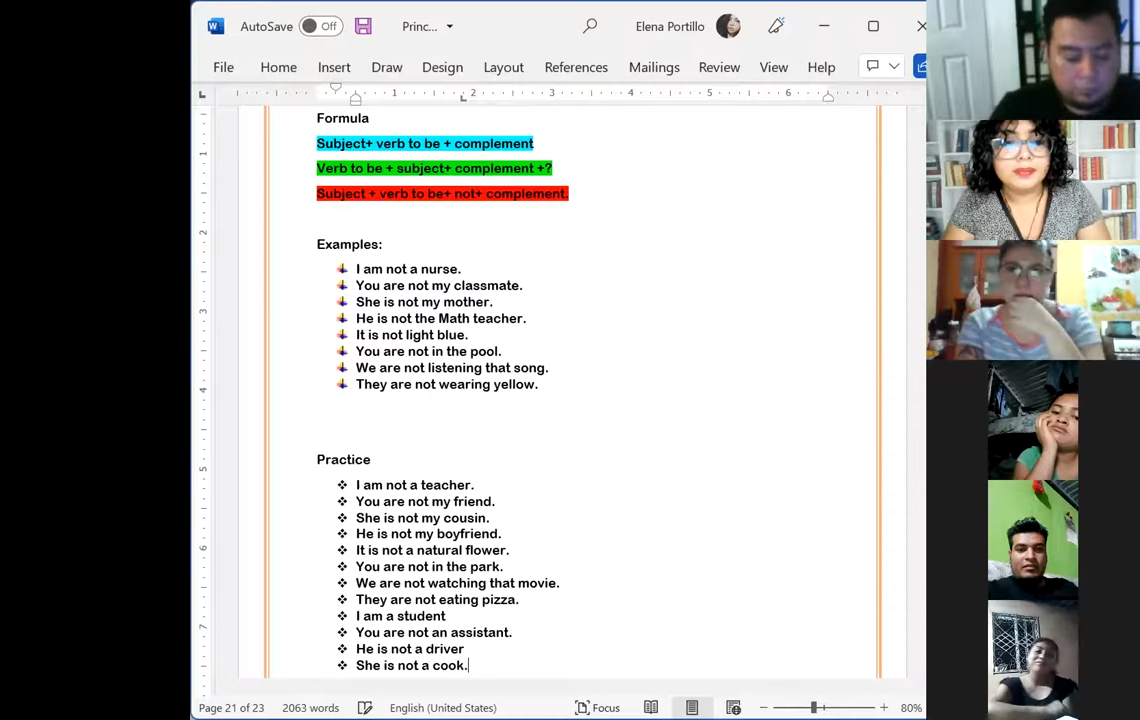 AutoSave Off Princ... Elena Portillo
File Home Insert Draw Design Layout References Mailings Review View Help
1 2 3 4 5 6
Formula
Subject+ verb to be + complement
Verb to be + subject+ complement +?
Subject + verb to be+ not+ complement.
Examples:
I am not a nurse.
You are not my classmate.
She is not my mother.
He is not the Math teacher.
It is not light blue.
You are not in the pool.
We are not listening that song.
They are not wearing yellow.
Practice
I am not a teacher.
You are not my friend.
She is not my cousin.
He is not my boyfriend.
It is not a natural flower.
You are not in the park.
We are not watching that movie.
They are not eating pizza.
I am a student
You are not an assistant.
He is not a driver
She is not a cook.
Page 21 of 23 2063 words English (United States) Focus 80%